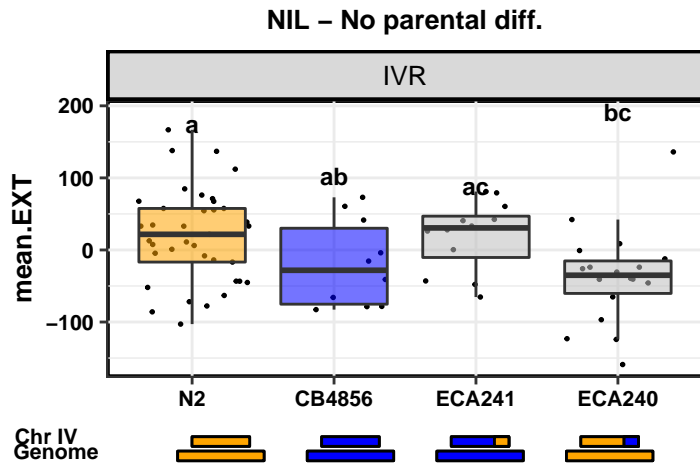 NIL – No parental diff.
IVR
mean.EXT
200
100
0
−100
a
ab
ac
bc
N2
CB4856
ECA241
ECA240
Chr IV
Genome